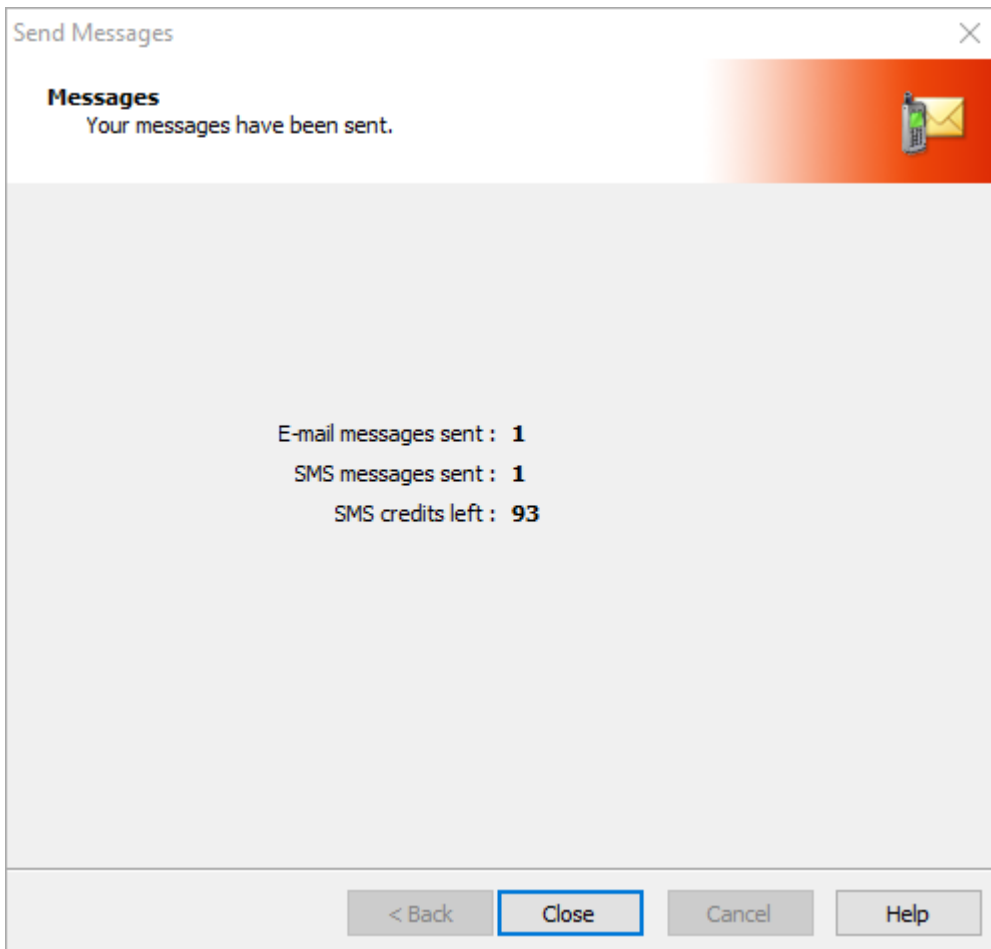 Send Messages
Messages
Your messages have been sent.
E-mail messages sent : 1
SMS messages sent : 1
SMS credits left : 93
< Back Close Cancel Help